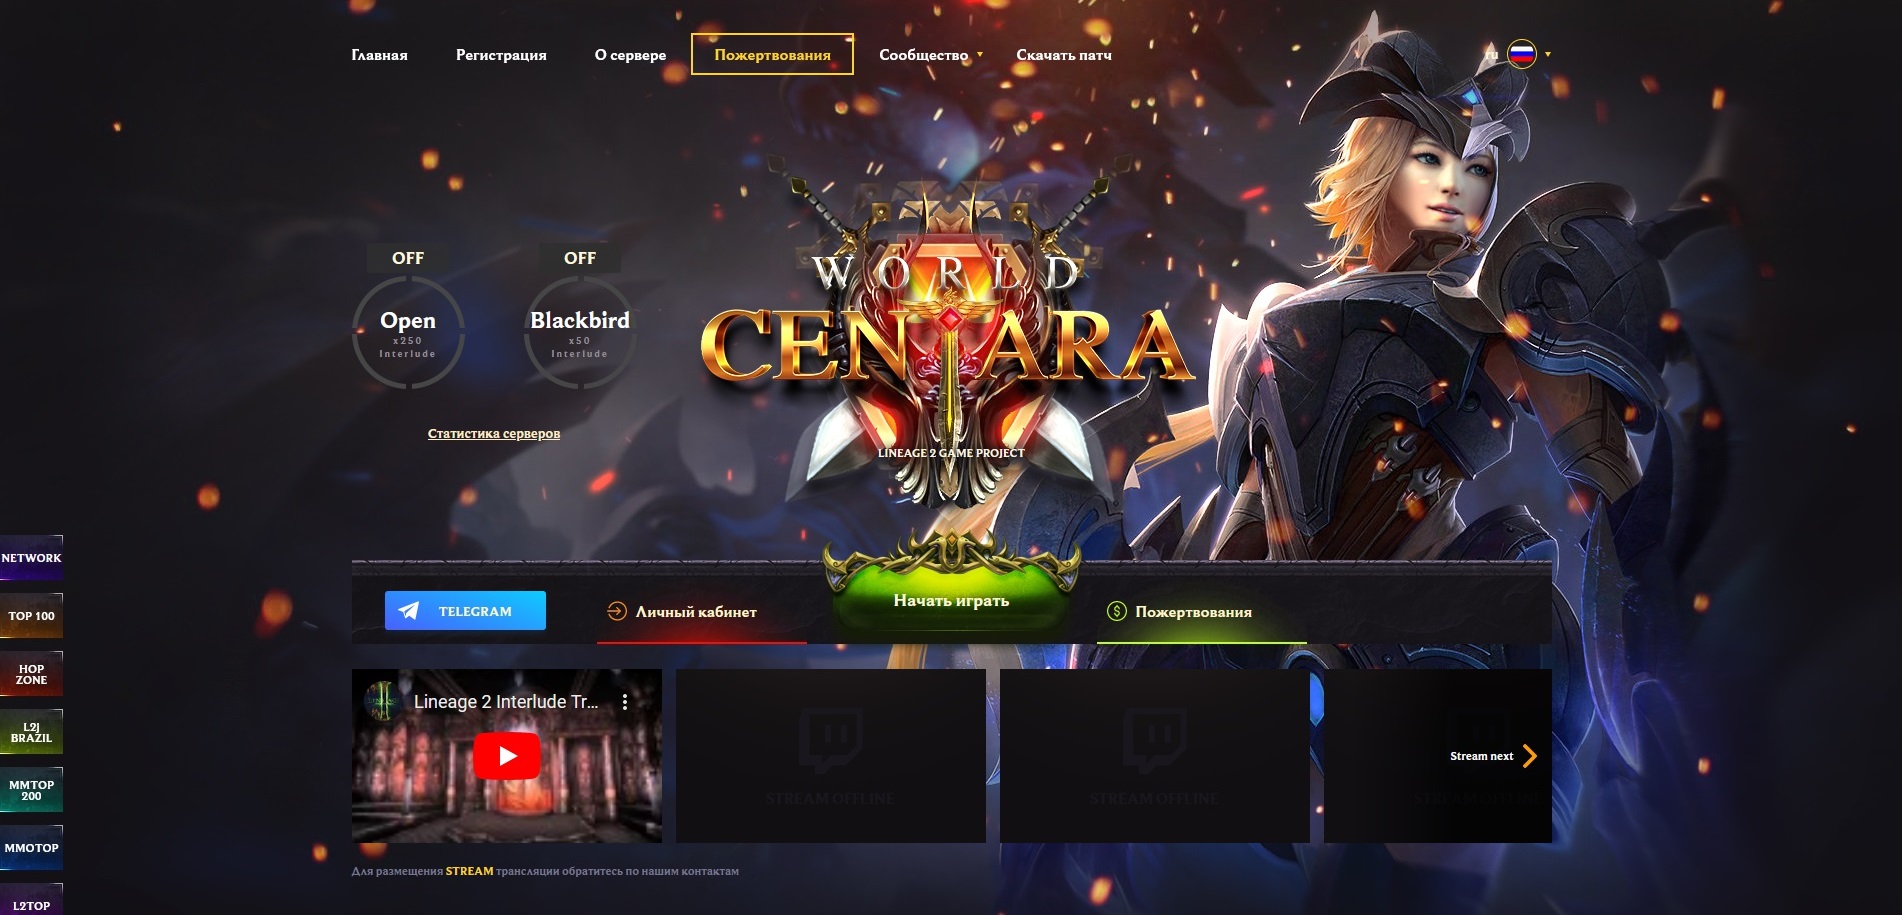 Главная
Регистрация
О сервере
Пожертвования
Сообщество
Скачать патч
ru
OFF
Open
x250
Interlude
OFF
Blackbird
x50
Interlude
Статистика серверов
WORLD
CENTARA
LINEAGE 2 GAME PROJECT
NETWORK
TOP 100
HOP
ZONE
L2J
BRAZIL
MMTOP
200
MMOTOP
L2TOP
TELEGRAM
Личный кабинет
Начать играть
Пожертвования
Lineage 2 Interlude Tr...
STREAM OFFLINE
STREAM OFFLINE
STREAM OFFLINE
Stream next
Для размещения STREAM трансляции обратитесь по нашим контактам